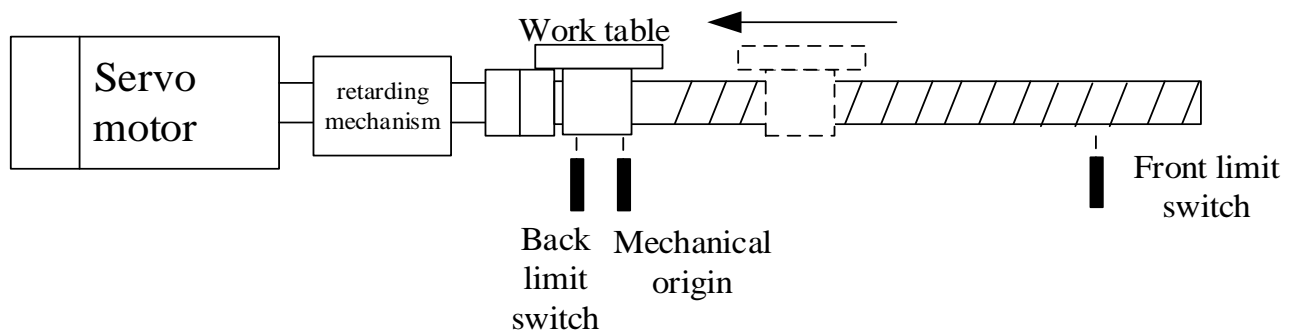 Work table
Servo
motor
retarding
mechanism
Front limit
switch
Back
limit
switch
Mechanical
origin